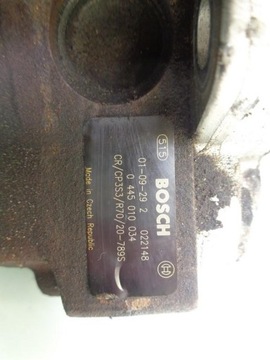 515
01-09-29 2 022148
BOSCH
0 445 010 034
CR/CP3S3/R70/20-789S
Made in Czech Republic